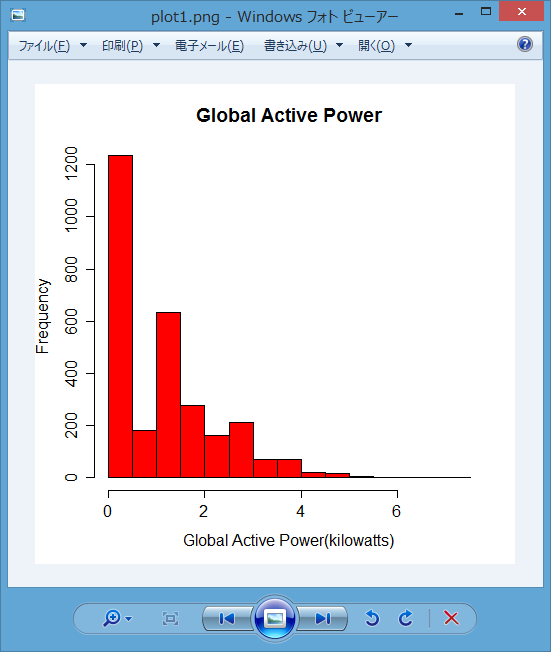 plot1.png - Windows フォト ビューアー
ファイル(F) 印刷(P) 電子メール(E) 書き込み(U) 開く(O)
Global Active Power
Frequency
1200
1000
800
600
400
200
0
0 2 4 6
Global Active Power(kilowatts)